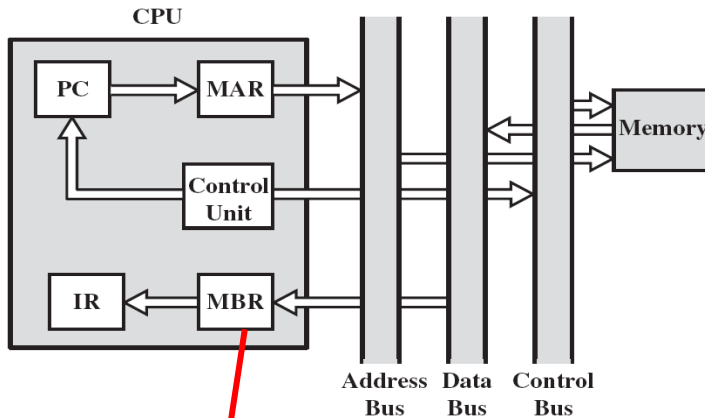 CPU
PC
MAR
Memory
Control
Unit
IR
MBR
Address Data Control
Bus Bus Bus